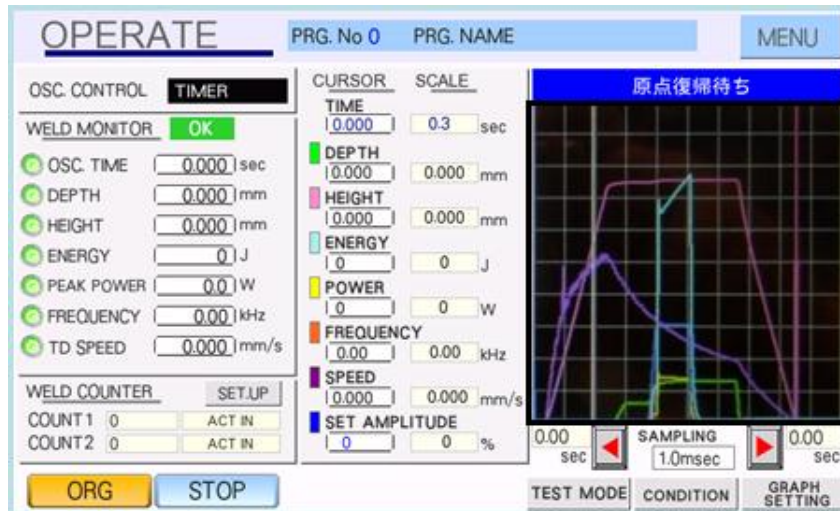 OPERATE PRG. No 0 PRG. NAME MENU
OSC. CONTROL TIMER
WELD MONITOR OK
OSC. TIME 0.000 sec
DEPTH 0.000 mm
HEIGHT 0.000 mm
ENERGY 0 J
PEAK POWER 0.0 W
FREQUENCY 0.00 kHz
TD SPEED 0.000 mm/s
WELD COUNTER SET.UP
COUNT1 0 ACT IN
COUNT2 0 ACT IN
ORG STOP
CURSOR SCALE
TIME
0.000 0.3 sec
DEPTH
0.000 0.000 mm
HEIGHT
0.000 0.000 mm
ENERGY
0 0 J
POWER
0 0 W
FREQUENCY
0.00 0.00 kHz
SPEED
0.000 0.000 mm/s
SET AMPLITUDE
0 0 %
原点復帰待ち
0.00 sec SAMPLING 0.00 sec
1.0msec
TEST MODE CONDITION GRAPH SETTING